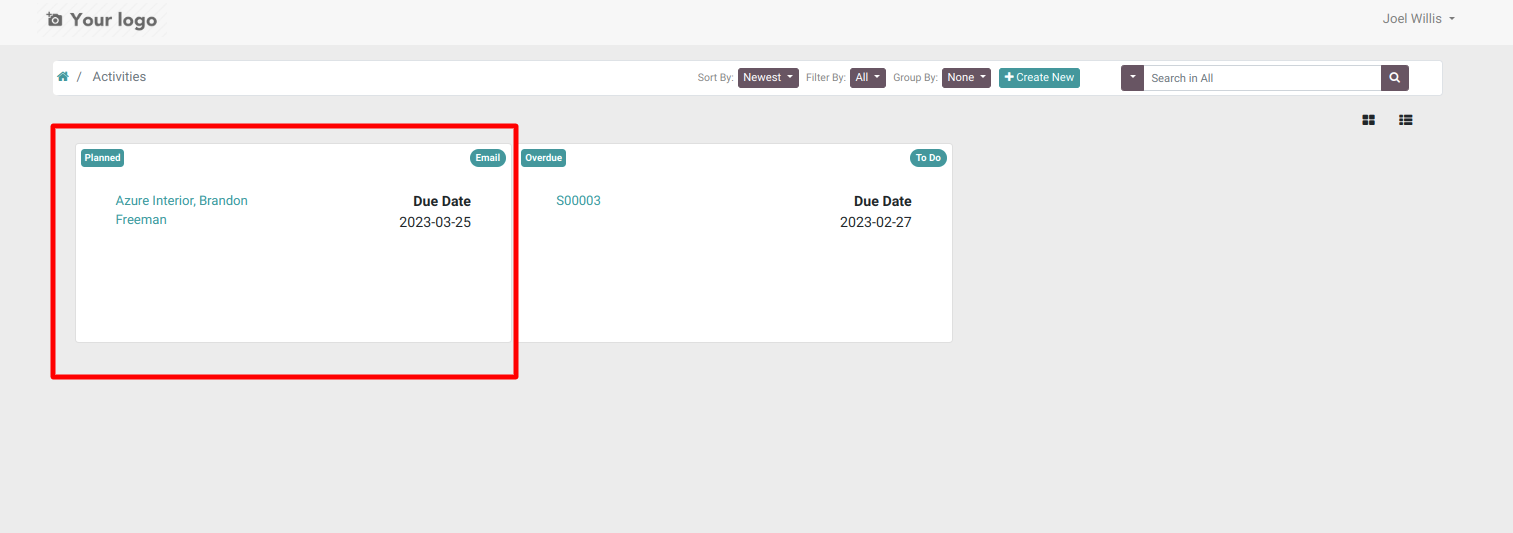 Your logo
Joel Willis
/ Activities
Sort By: Newest Filter By: All Group By: None Create New Search in All
Planned Email
Azure Interior, Brandon
Freeman
Due Date
2023-03-25
Overdue To Do
S00003
Due Date
2023-02-27